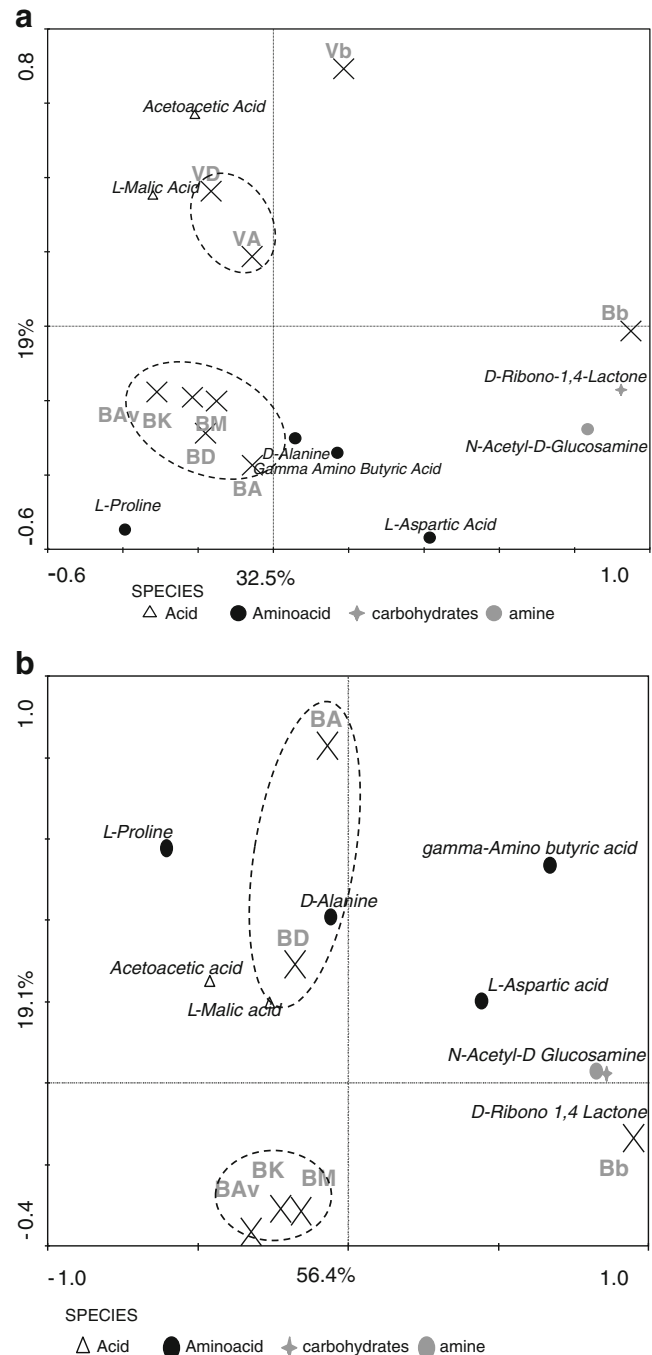 a
0.8
Vb
Acetoacetic Acid
VD
L-Malic Acid
VA
19%
Bb
D-Ribono-1,4-Lactone
BAv BK BM
D-Alanine
N-Acetyl-D-Glucosamine
BD
Gamma Amino Butyric Acid
BA
L-Proline
L-Aspartic Acid
-0.6
-0.6 32.5% 1.0
SPECIES
Acid Aminoacid carbohydrates amine
b
1.0
BA
L-Proline
gamma-Amino butyric acid
D-Alanine
BD
Acetoacetic acid
L-Aspartic acid
L-Malic acid
19.1%
N-Acetyl-D Glucosamine
D-Ribono 1,4 Lactone
BK
BM
Bb
BAv
-0.4
-1.0 56.4% 1.0
SPECIES
Acid Aminoacid carbohydrates amine